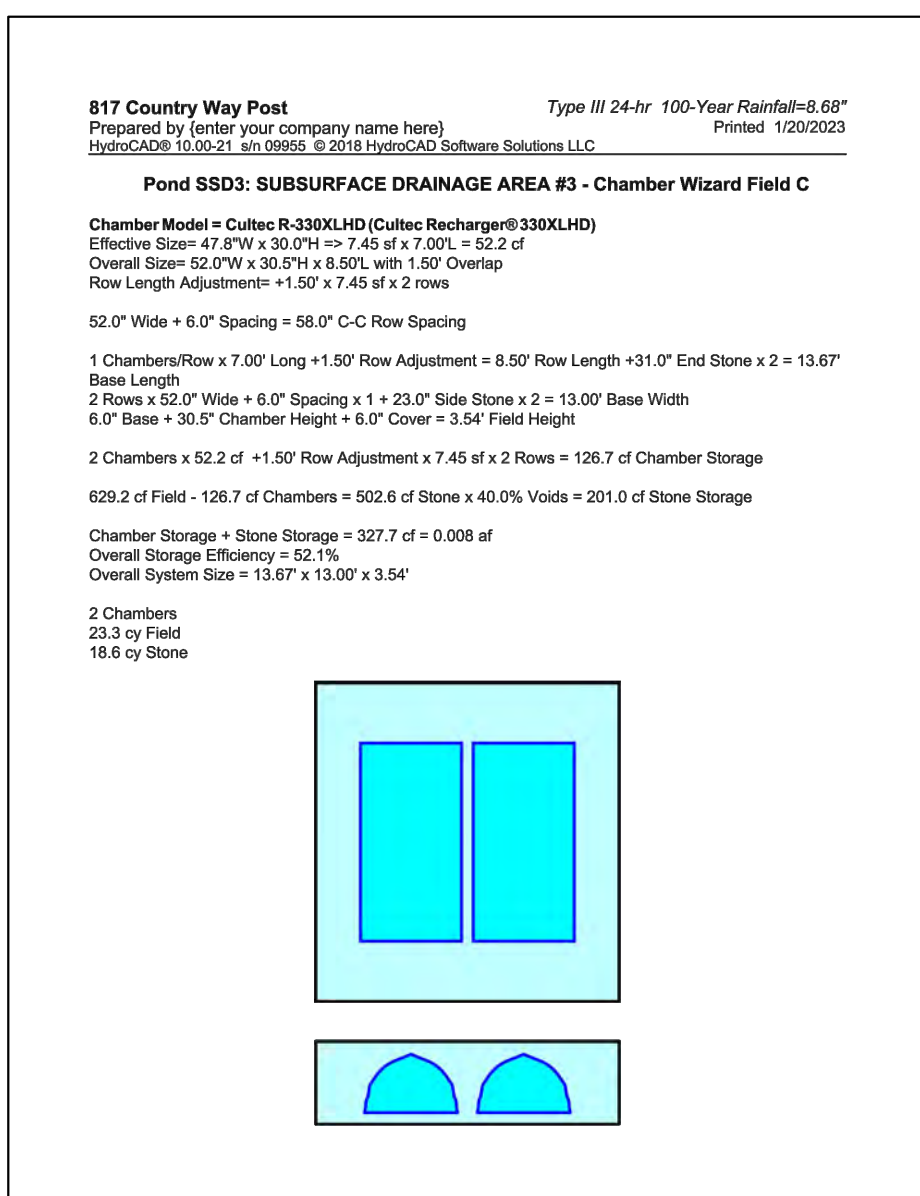 817 Country Way Post
Type III 24-hr 100-Year Rainfall=8.68"
Prepared by {enter your company name here}
Printed 1/20/2023
HydroCAD® 10.00-21 s/n 09955 © 2018 HydroCAD Software Solutions LLC
Pond SSD3: SUBSURFACE DRAINAGE AREA #3 - Chamber Wizard Field C
Chamber Model = Cultec R-330XLHD (Cultec Recharger® 330XLHD)
Effective Size= 47.8"W x 30.0"H => 7.45 sf x 7.00'L = 52.2 cf
Overall Size= 52.0"W x 30.5"H x 8.50'L with 1.50' Overlap
Row Length Adjustment= +1.50' x 7.45 sf x 2 rows
52.0" Wide + 6.0" Spacing = 58.0" C-C Row Spacing
1 Chambers/Row x 7.00' Long +1.50' Row Adjustment = 8.50' Row Length +31.0" End Stone x 2 = 13.67'
Base Length
2 Rows x 52.0" Wide + 6.0" Spacing x 1 + 23.0" Side Stone x 2 = 13.00' Base Width
6.0" Base + 30.5" Chamber Height + 6.0" Cover = 3.54' Field Height
2 Chambers x 52.2 cf +1.50' Row Adjustment x 7.45 sf x 2 Rows = 126.7 cf Chamber Storage
629.2 cf Field - 126.7 cf Chambers = 502.6 cf Stone x 40.0% Voids = 201.0 cf Stone Storage
Chamber Storage + Stone Storage = 327.7 cf = 0.008 af
Overall Storage Efficiency = 52.1%
Overall System Size = 13.67' x 13.00' x 3.54'
2 Chambers
23.3 cy Field
18.6 cy Stone